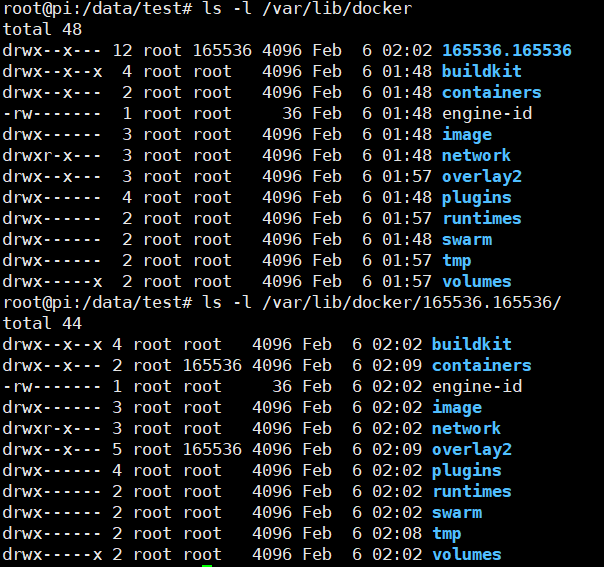 root@pi:/data/test# ls -l /var/lib/docker
total 48
drwx--x--- 12 root 165536 4096 Feb  6 02:02 165536.165536
drwx--x--x  4 root root   4096 Feb  6 01:48 buildkit
drwx--x---  2 root root   4096 Feb  6 01:48 containers
-rw-------  1 root root     36 Feb  6 01:48 engine-id
drwx------  3 root root   4096 Feb  6 01:48 image
drwxr-x---  3 root root   4096 Feb  6 01:48 network
drwx--x---  3 root root   4096 Feb  6 01:57 overlay2
drwx------  4 root root   4096 Feb  6 01:48 plugins
drwx------  2 root root   4096 Feb  6 01:57 runtimes
drwx------  2 root root   4096 Feb  6 01:48 swarm
drwx------  2 root root   4096 Feb  6 01:57 tmp
drwx-----x  2 root root   4096 Feb  6 01:57 volumes
root@pi:/data/test# ls -l /var/lib/docker/165536.165536/
total 44
drwx--x--x 4 root root   4096 Feb  6 02:02 buildkit
drwx--x--- 2 root 165536 4096 Feb  6 02:09 containers
-rw------- 1 root root     36 Feb  6 02:02 engine-id
drwx------ 3 root root   4096 Feb  6 02:02 image
drwxr-x--- 3 root root   4096 Feb  6 02:02 network
drwx--x--- 5 root 165536 4096 Feb  6 02:09 overlay2
drwx------ 4 root root   4096 Feb  6 02:02 plugins
drwx------ 2 root root   4096 Feb  6 02:02 runtimes
drwx------ 2 root root   4096 Feb  6 02:02 swarm
drwx------ 2 root root   4096 Feb  6 02:08 tmp
drwx-----x 2 root root   4096 Feb  6 02:02 volumes